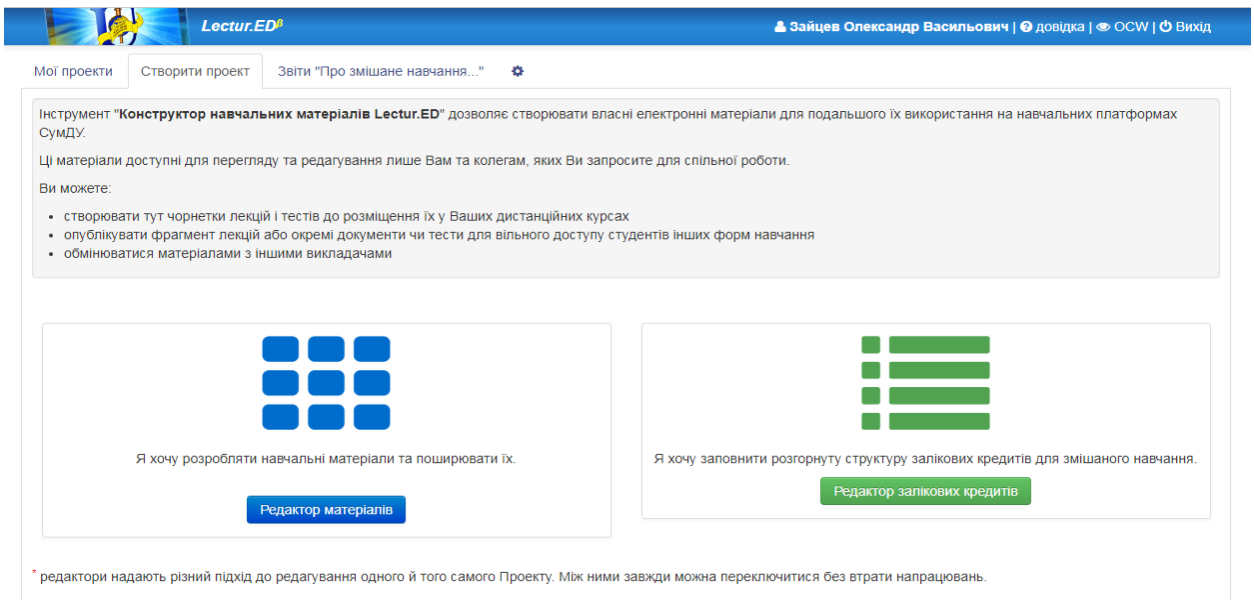 Lectur.EDβ
Зайцев Олександр Васильович | довідка | OCW | Вихід
Мої проекти Створити проект Звіти "Про змішане навчання..."
Інструмент "Конструктор навчальних матеріалів Lectur.ED" дозволяє створювати власні електронні матеріали для подальшого їх використання на навчальних платформах
СумДУ.
Ці матеріали доступні для перегляду та редагування лише Вам та колегам, яких Ви запросите для спільної роботи.
Ви можете:
• створювати тут чорнетки лекцій і тестів до розміщення їх у Ваших дистанційних курсах
• опублікувати фрагмент лекцій або окремі документи чи тести для вільного доступу студентів інших форм навчання
• обмінюватися матеріалами з іншими викладачами
Я хочу розробляти навчальні матеріали та поширювати їх.
Редактор матеріалів
Я хочу заповнити розгорнуту структуру залікових кредитів для змішаного навчання.
Редактор залікових кредитів
* редактори надають різний підхід до редагування одного й того самого Проекту. Між ними завжди можна переключитися без втрати напрацювань.